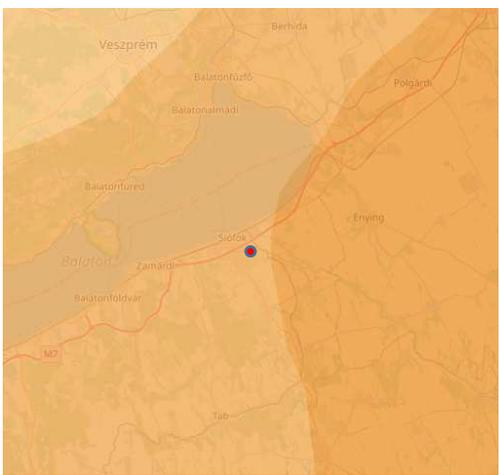 Berhida
Veszprém
Balatonfűzfő
Polgárdi
Balatonalmádi
Balatonfüred
Enying
Siófok
Balaton
Zamárdi
Balatonföldvár
M7
Tab